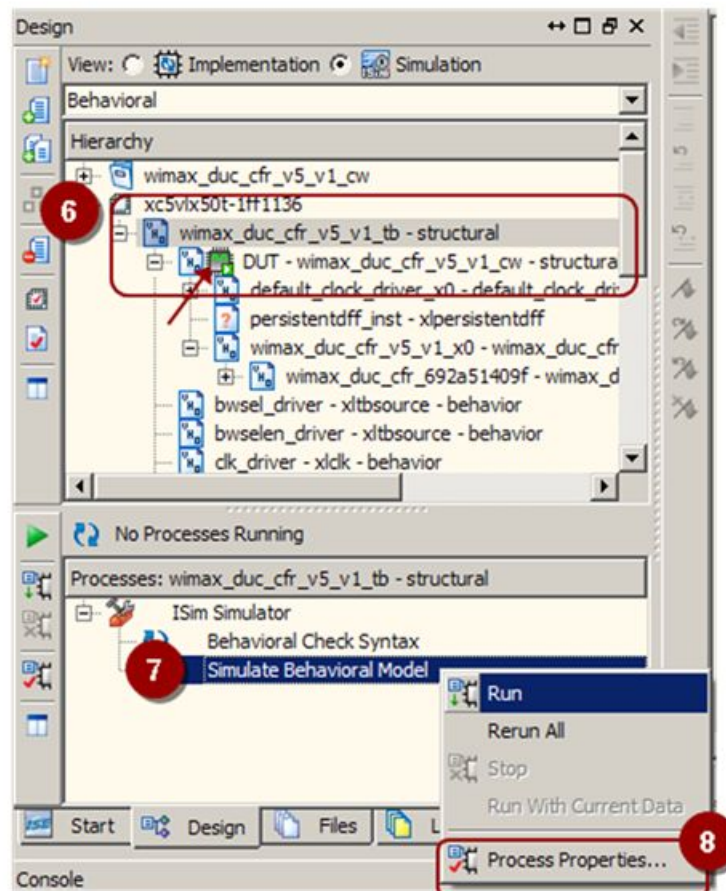 Design
View: Implementation Simulation
Behavioral
Hierarchy
wimax_duc_cfr_v5_v1_cw
6 xc5vlx50t-1ff1136
wimax_duc_cfr_v5_v1_tb - structural
DUT - wimax_duc_cfr_v5_v1_cw - structura
default_clock_driver_x0 - default_clock_dri
persistentdff_inst - xlpersistentdff
wimax_duc_cfr_v5_v1_x0 - wimax_duc_cfr
wimax_duc_cfr_692a51409f - wimax_d
bwsel_driver - xltbsource - behavior
bwselen_driver - xltbsource - behavior
clk_driver - xlclk - behavior
No Processes Running
Processes: wimax_duc_cfr_v5_v1_tb - structural
ISim Simulator
Behavioral Check Syntax
7 Simulate Behavioral Model
Run
Rerun All
Stop
Run With Current Data
8
Process Properties...
ISE Start Design Files L
Console